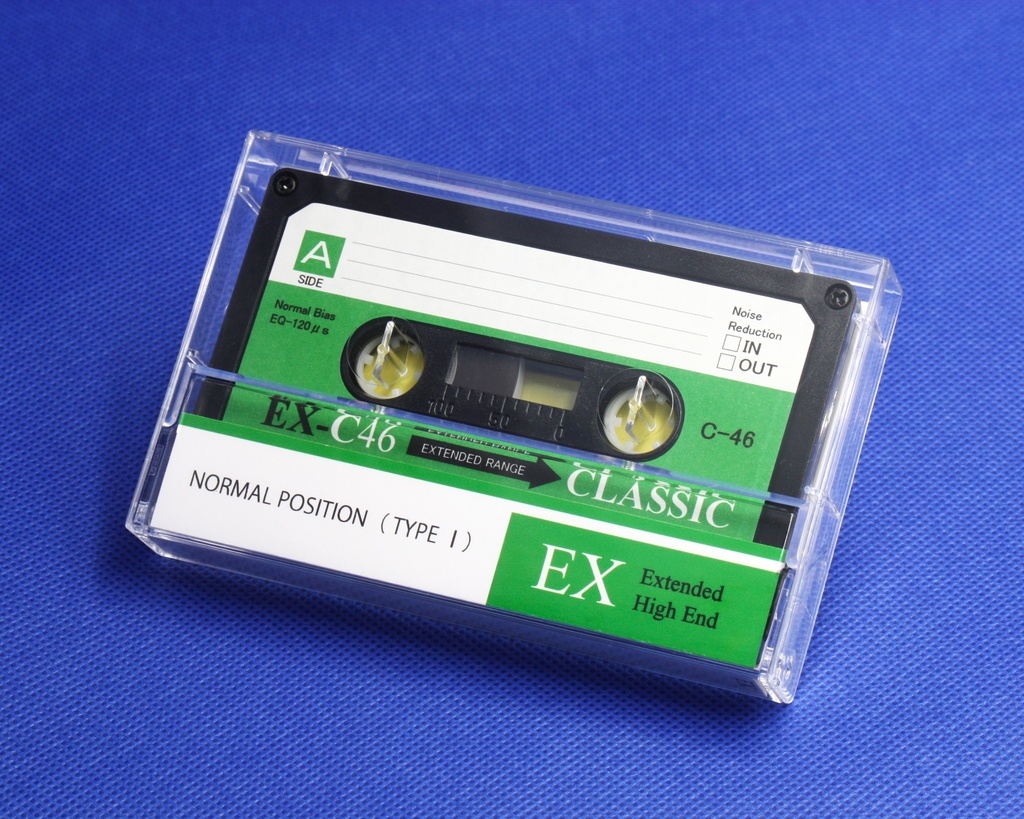 A
SIDE
Normal Bias
EQ-120μs
Noise
Reduction
IN
OUT
100 50 0
C-46
EX-C46
EXTENDED RANGE
CLASSIC
NORMAL POSITION (TYPE I)
EX
Extended
High End